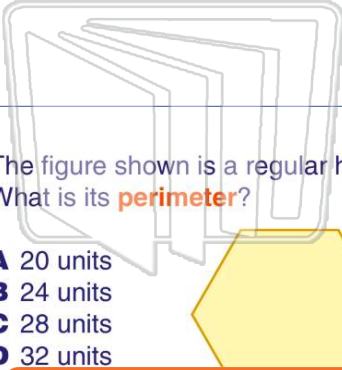 The figure shown is a regular
What is its perimeter?
A 20 units
B 24 units
C 28 units
D 32 units